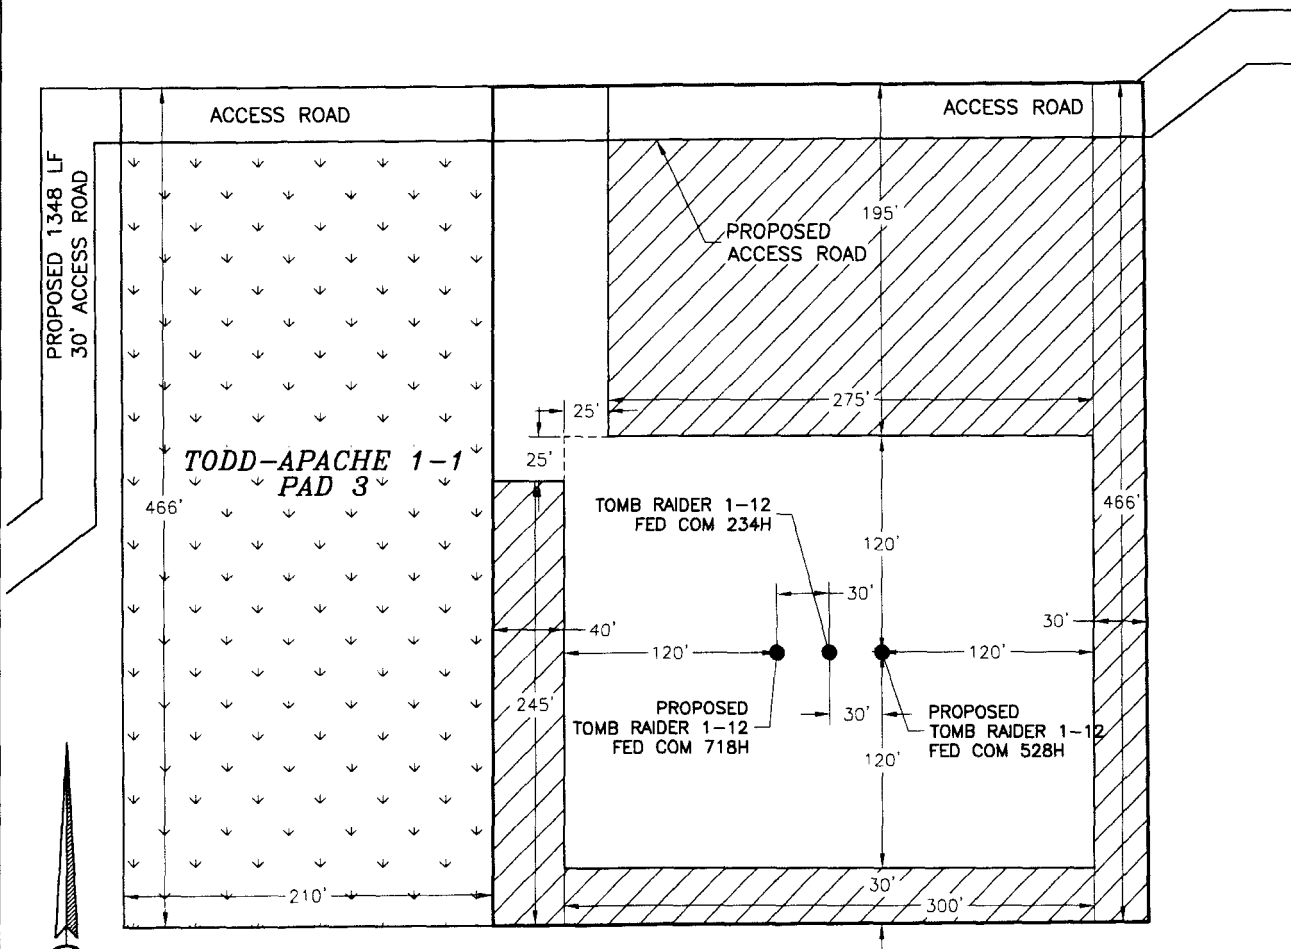 ACCESS ROAD
ACCESS ROAD
PROPOSED 1348 LF
30' ACCESS ROAD
195'
PROPOSED
ACCESS ROAD
275'
25'
25'
TODD-APACHE 1-1
PAD 3
466'
TOMB RAIDER 1-12
FED COM 234H
466'
120'
30'
40'
30'
120'
120'
245'
PROPOSED
TOMB RAIDER 1-12
FED COM 718H
30'
PROPOSED
TOMB RAIDER 1-12
FED COM 528H
120'
210'
30'
300'